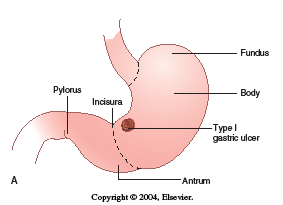 Fundus
Pylorus
Body
Incisura
Type I
gastric ulcer
A
Antrum
Copyright © 2004, Elsevier.